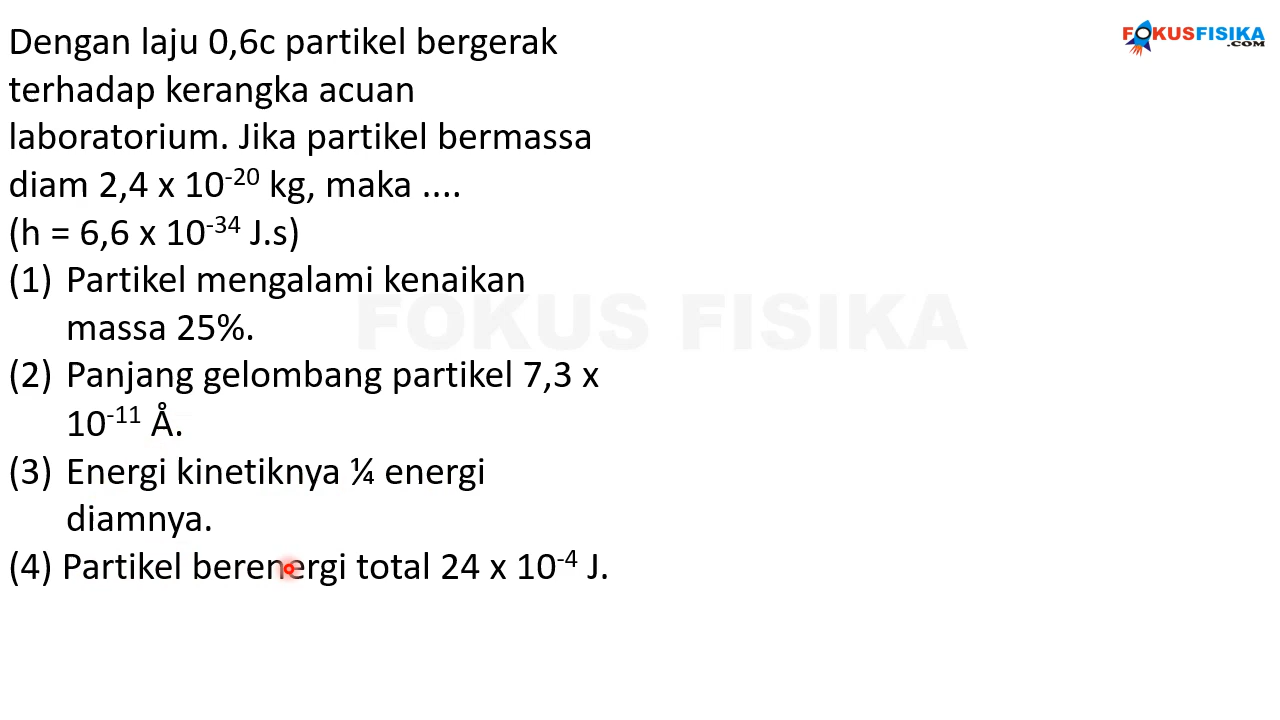 Dengan laju 0,6c partikel bergerak
terhadap kerangka acuan
laboratorium. Jika partikel bermassa
diam 2,4 x 10⁻²⁰ kg, maka ....
(h = 6,6 x 10⁻³⁴ J.s)
(1) Partikel mengalami kenaikan
massa 25%.
(2) Panjang gelombang partikel 7,3 x
10⁻¹¹ Å.
(3) Energi kinetiknya ¼ energi
diamnya.
(4) Partikel berenergi total 24 x 10⁻⁴ J.
FOKUSFISIKA
.COM
FOKUS FISIKA